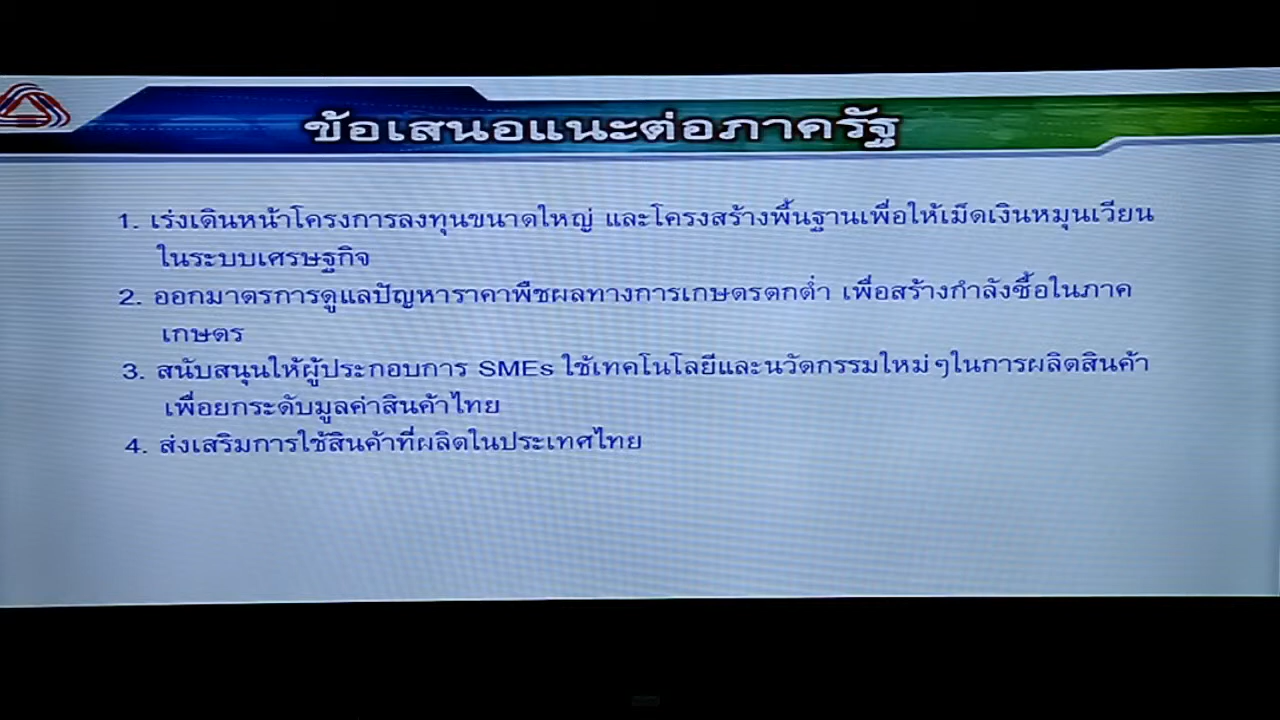 ข้อเสนอแนะต่อภาครัฐ
1. เร่งเดินหน้าโครงการลงทุนขนาดใหญ่ และโครงสร้างพื้นฐานเพื่อให้เม็ดเงินหมุนเวียน
ในระบบเศรษฐกิจ
2. ออกมาตรการดูแลปัญหาราคาพืชผลทางการเกษตรตกต่ำ เพื่อสร้างกำลังซื้อในภาค
เกษตร
3. สนับสนุนให้ผู้ประกอบการ SMEs ใช้เทคโนโลยีและนวัตกรรมใหม่ๆในการผลิตสินค้า
เพื่อยกระดับมูลค่าสินค้าไทย
4. ส่งเสริมการใช้สินค้าที่ผลิตในประเทศไทย